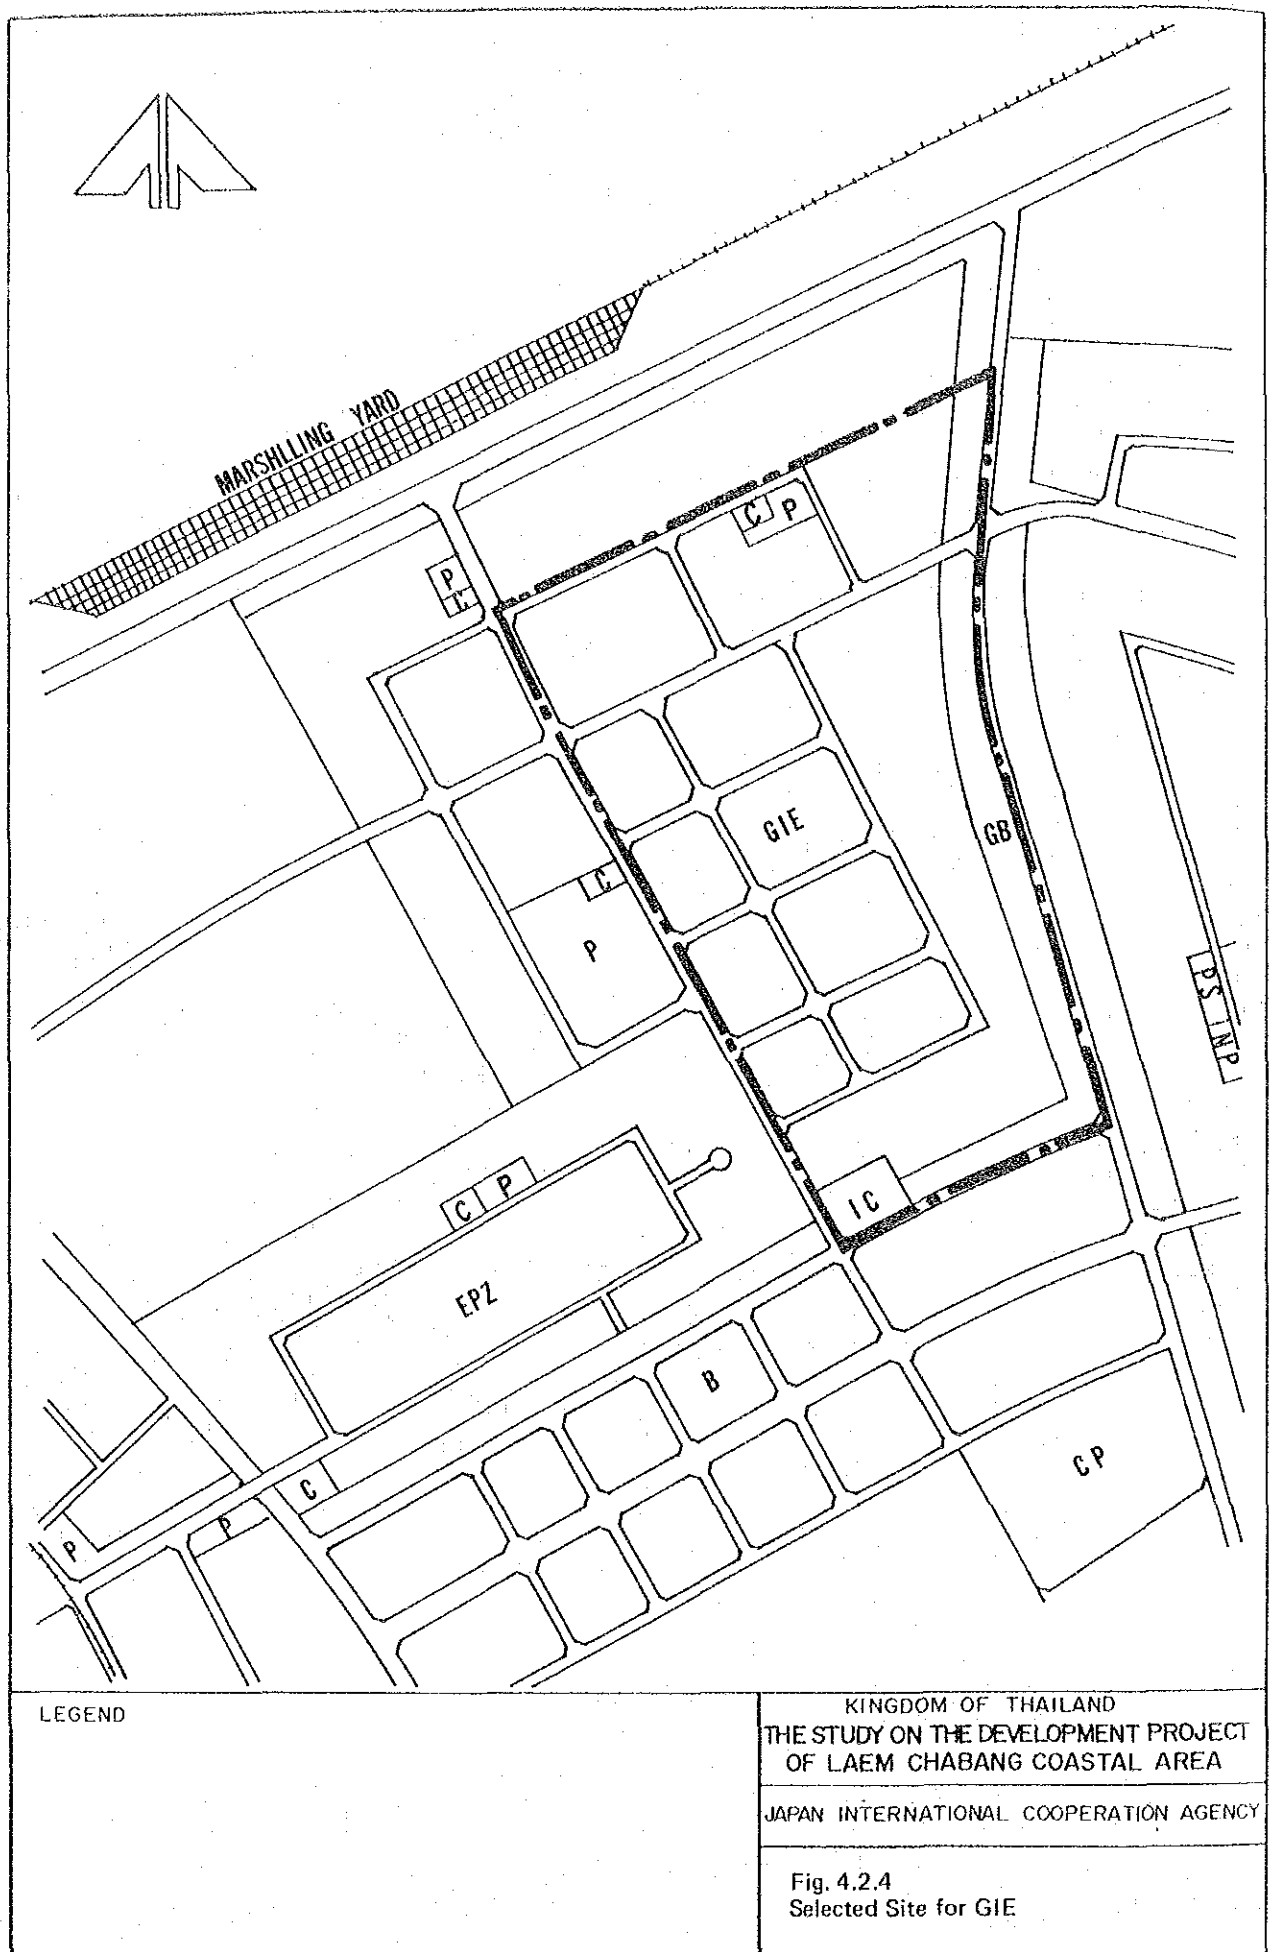 MARSHLLING YARD
C P
P
C
GIE
C
GB
P
PS INP
C P
IC
EPZ
B
CP
C
P
P
LEGEND
KINGDOM OF THAILAND
THE STUDY ON THE DEVELOPMENT PROJECT
OF LAEM CHABANG COASTAL AREA
JAPAN INTERNATIONAL COOPERATION AGENCY
Fig. 4.2.4
Selected Site for GIE